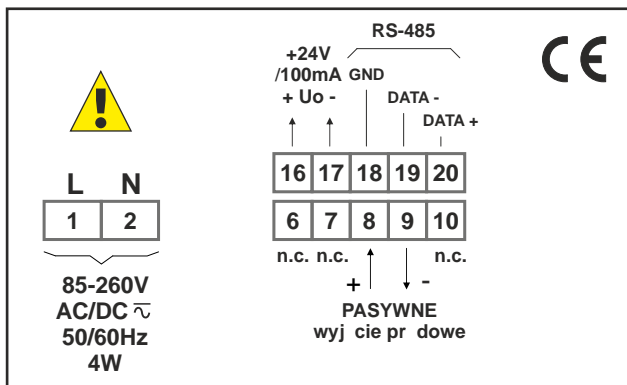 RS-485
+24V
/100mA GND
+ Uo - DATA -
DATA +
16 17 18 19 20
L N
1 2
6 7 8 9 10
n.c. n.c. n.c.
+ -
85-260V
AC/DC
50/60Hz
4W
PASYWNE
wyj cie pr dowe
CE